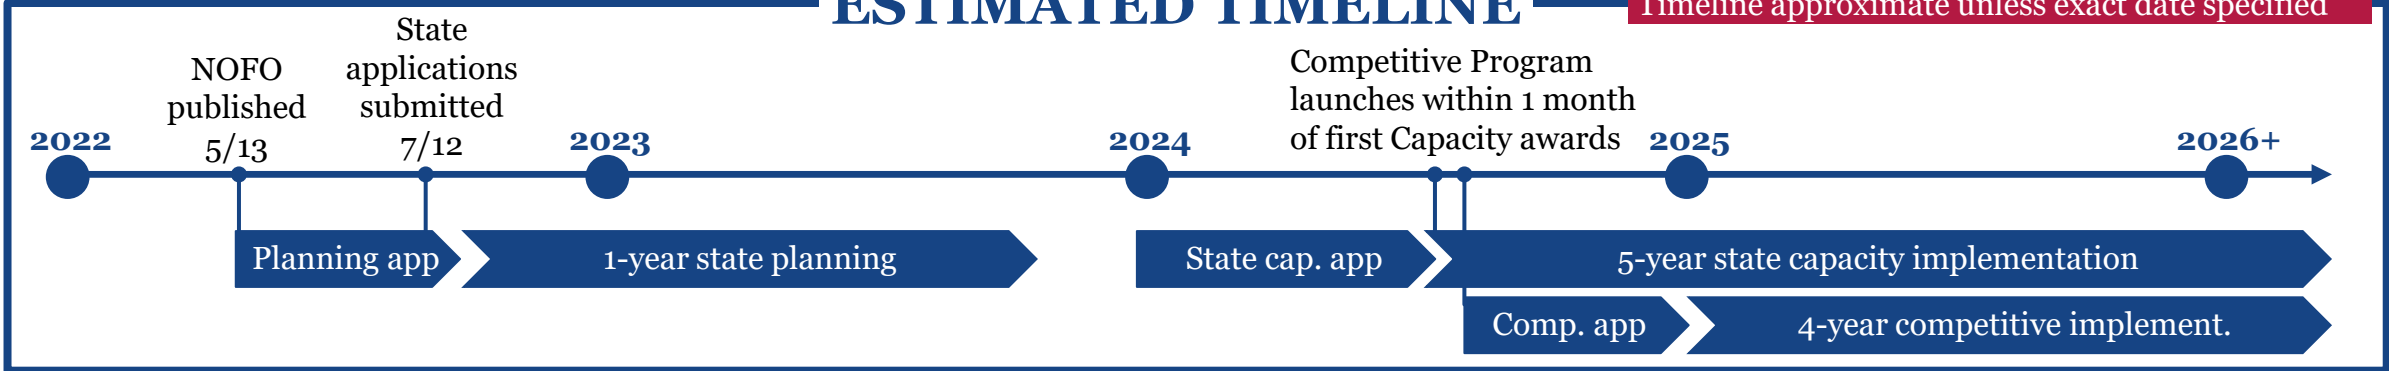 ESTIMATED TIMELINE
Timeline approximate unless exact date specified
State
applications
submitted
7/12
NOFO
published
5/13
Competitive Program
launches within 1 month
of first Capacity awards
2022
2023
2024
2025
2026+
Planning app
1-year state planning
State cap. app
5-year state capacity implementation
Comp. app
4-year competitive implement.